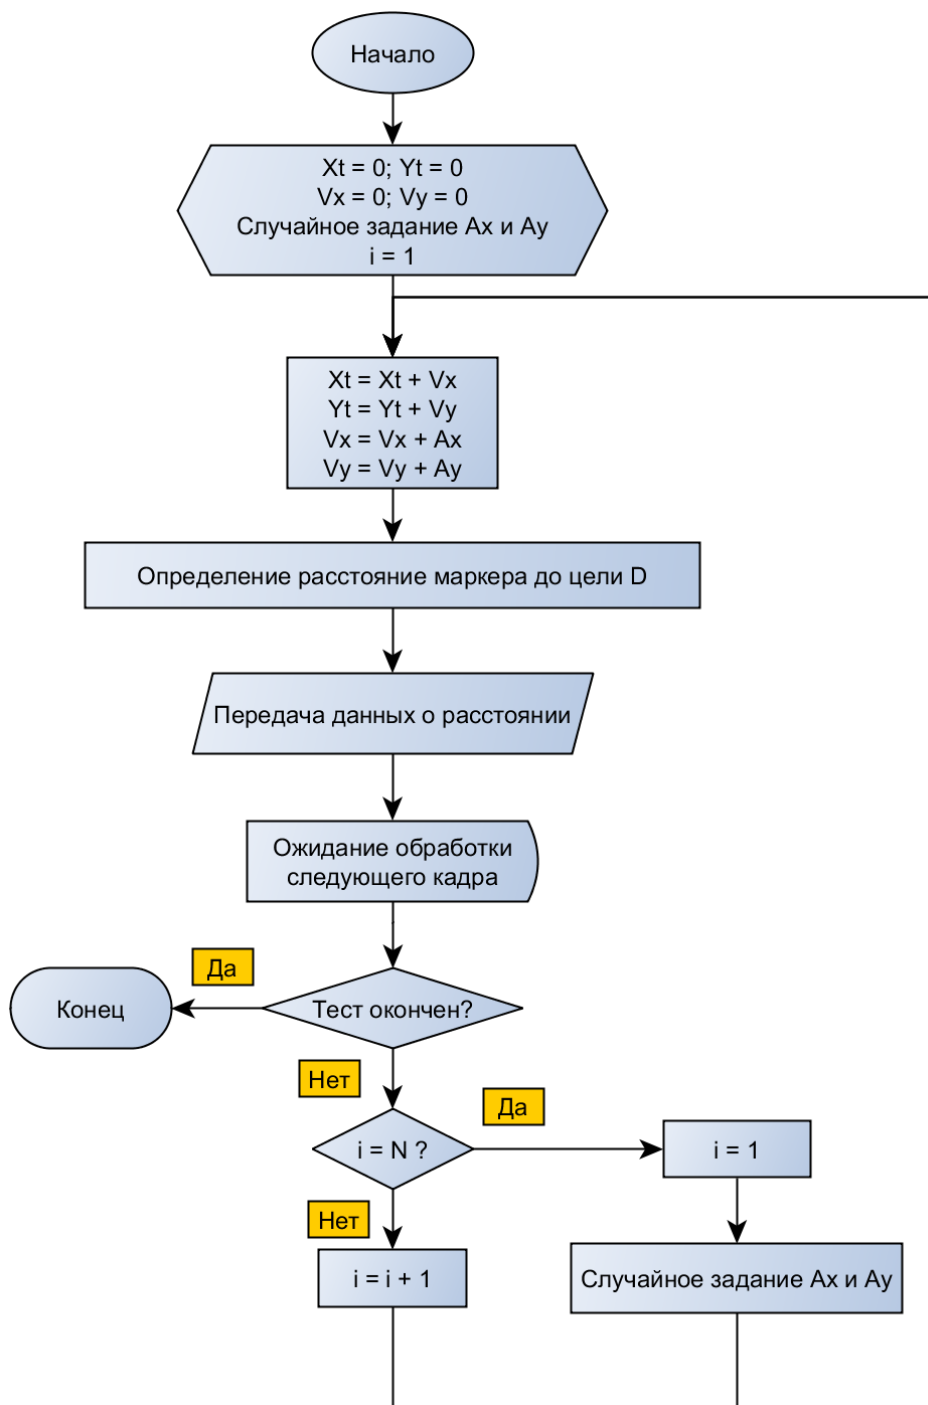 Начало
Xt = 0; Yt = 0
Vx = 0; Vy = 0
Случайное задание Ax и Ay
i = 1
Xt = Xt + Vx
Yt = Yt + Vy
Vx = Vx + Ax
Vy = Vy + Ay
Определение расстояние маркера до цели D
Передача данных о расстоянии
Ожидание обработки
следующего кадра
Да
Конец
Тест окончен?
Нет
Да
i = N ?
i = 1
Нет
i = i + 1
Случайное задание Ax и Ay